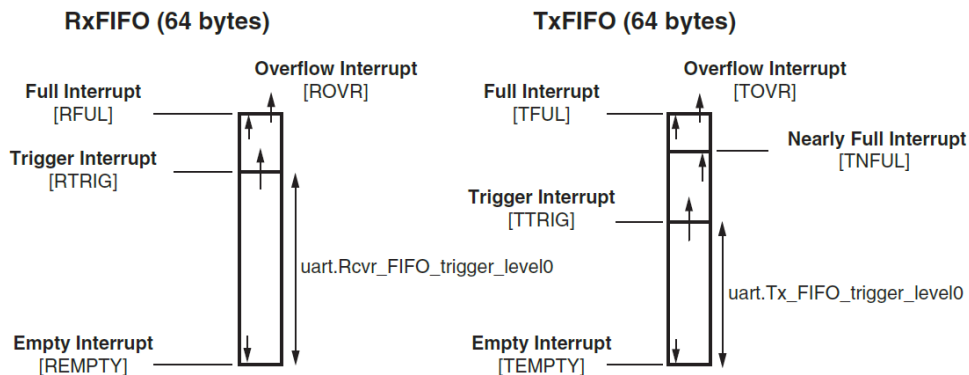 RxFIFO (64 bytes)
TxFIFO (64 bytes)
Overflow Interrupt
[ROVR]
Full Interrupt
[RFUL]
Trigger Interrupt
[RTRIG]
uart.Rcvr_FIFO_trigger_level0
Empty Interrupt
[REMPTY]
Overflow Interrupt
[TOVR]
Full Interrupt
[TFUL]
Nearly Full Interrupt
[TNFUL]
Trigger Interrupt
[TTRIG]
uart.Tx_FIFO_trigger_level0
Empty Interrupt
[TEMPTY]